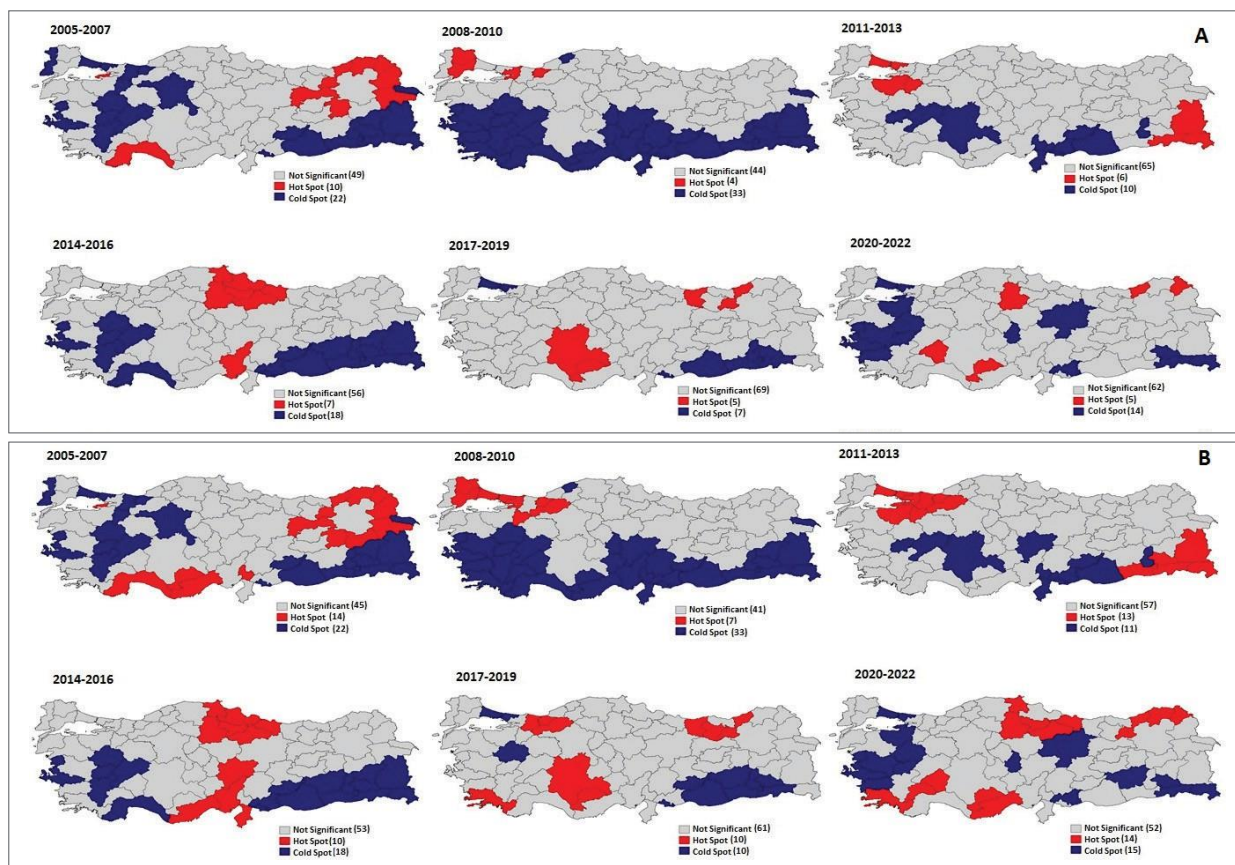 A
2005-2007
Not Significant (49)
Hot Spot (10)
Cold Spot (22)
2008-2010
Not Significant (44)
Hot Spot (4)
Cold Spot (33)
2011-2013
Not Significant (65)
Hot Spot (6)
Cold Spot (10)
2014-2016
Not Significant (56)
Hot Spot (7)
Cold Spot (18)
2017-2019
Not Significant (69)
Hot Spot (5)
Cold Spot (7)
2020-2022
Not Significant (62)
Hot Spot (5)
Cold Spot (14)
B
2005-2007
Not Significant (45)
Hot Spot (14)
Cold Spot (22)
2008-2010
Not Significant (41)
Hot Spot (7)
Cold Spot (33)
2011-2013
Not Significant (57)
Hot Spot (13)
Cold Spot (11)
2014-2016
Not Significant (53)
Hot Spot (10)
Cold Spot (18)
2017-2019
Not Significant (61)
Hot Spot (10)
Cold Spot (10)
2020-2022
Not Significant (52)
Hot Spot (14)
Cold Spot (15)